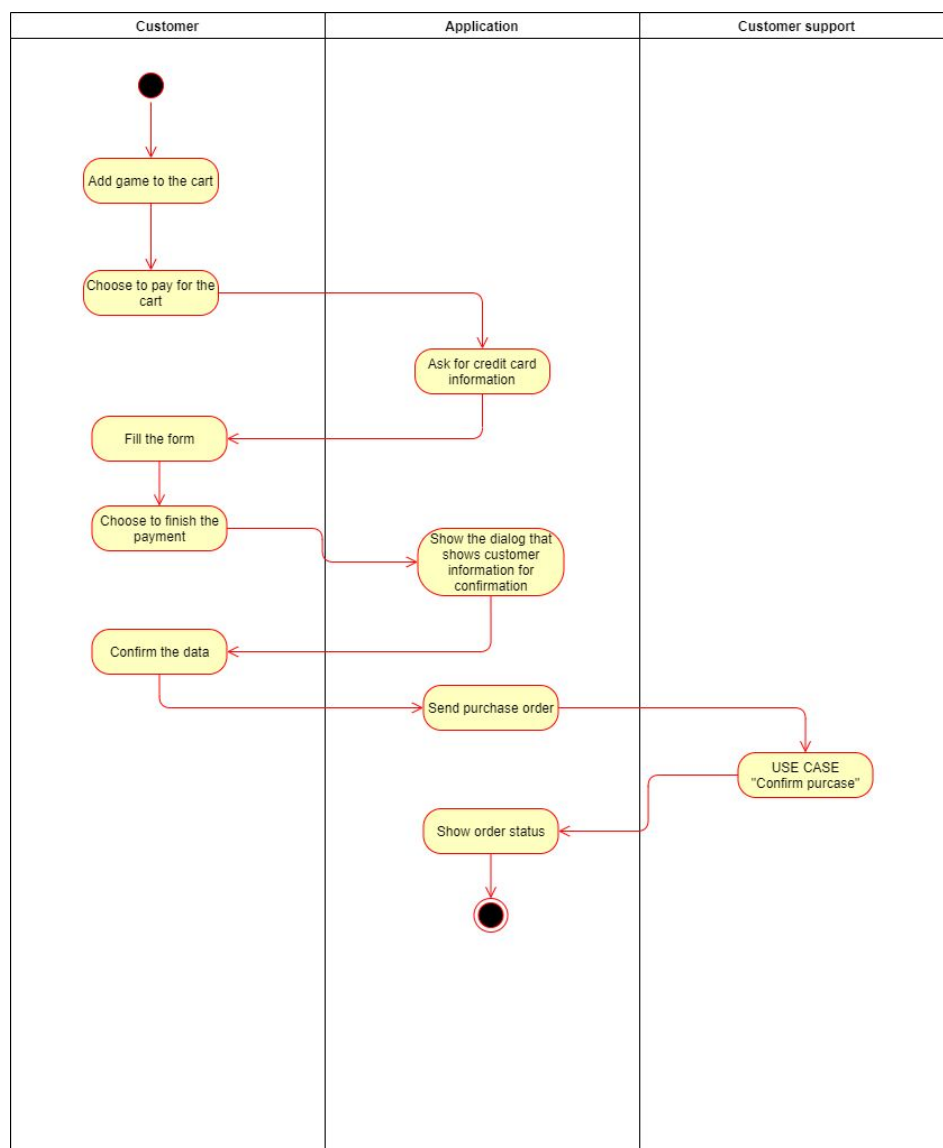 Customer
Application
Customer support
Add game to the cart
Choose to pay for the
cart
Ask for credit card
information
Fill the form
Choose to finish the
payment
Show the dialog that
shows customer
information for
confirmation
Confirm the data
Send purchase order
USE CASE
"Confirm purcase"
Show order status